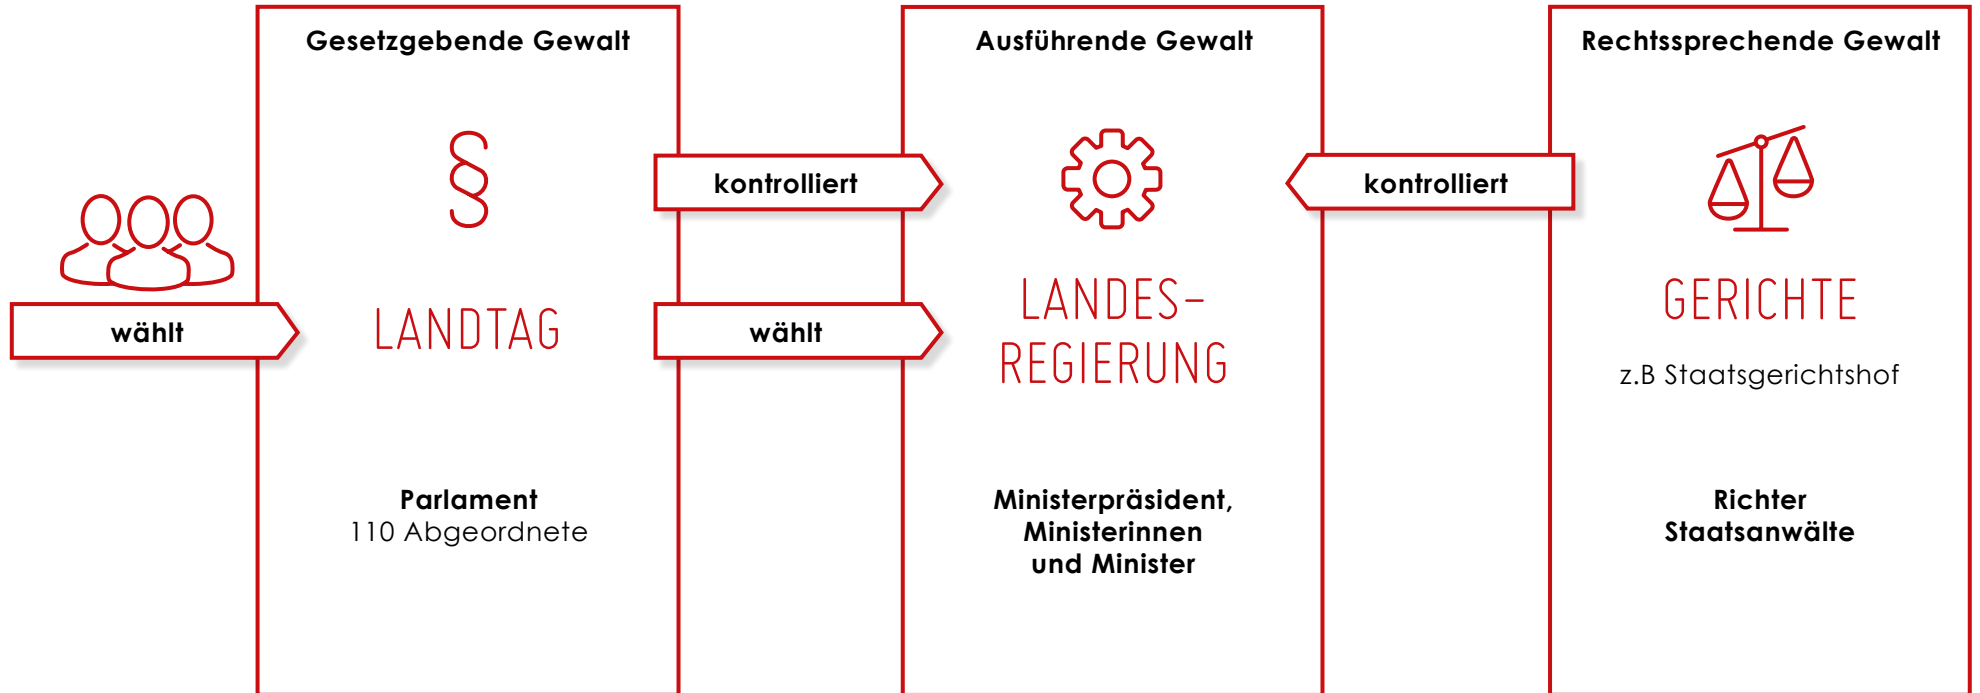 Gesetzgebende Gewalt
Ausführende Gewalt
Rechtssprechende Gewalt
kontrolliert
kontrolliert
wählt
LANDTAG
wählt
LANDES-
REGIERUNG
GERICHTE
z.B Staatsgerichtshof
Parlament
110 Abgeordnete
Ministerpräsident,
Ministerinnen
und Minister
Richter
Staatsanwälte